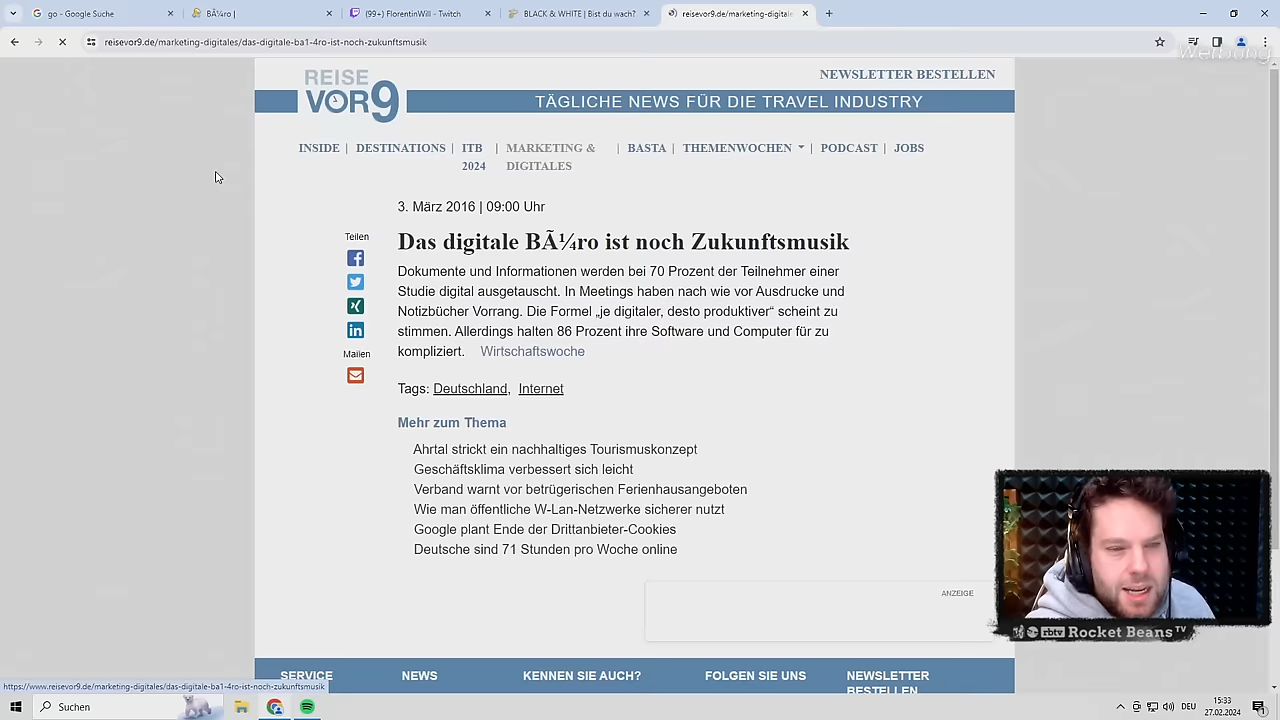 go - Google Suche
BÃ¼ro |
(99+) FlorentinWill - Twitch
BLACK & WHITE | Bist du wach?
reisevor9.de/marketing-digitales
reisevor9.de/marketing-digitales/das-digitale-ba1-4ro-ist-noch-zukunftsmusik
Werbung
REISE
VOR9
NEWSLETTER BESTELLEN
TÄGLICHE NEWS FÜR DIE TRAVEL INDUSTRY
INSIDE | DESTINATIONS | ITB 2024 | MARKETING & DIGITALES | BASTA | THEMENWOCHEN | PODCAST | JOBS
3. März 2016 | 09:00 Uhr
Teilen
Das digitale BÃ¼ro ist noch Zukunftsmusik
Dokumente und Informationen werden bei 70 Prozent der Teilnehmer einer
Studie digital ausgetauscht. In Meetings haben nach wie vor Ausdrucke und
Notizbücher Vorrang. Die Formel „je digitaler, desto produktiver“ scheint zu
stimmen. Allerdings halten 86 Prozent ihre Software und Computer für zu
kompliziert. Wirtschaftswoche
Mailen
Tags: Deutschland, Internet
Mehr zum Thema
Ahrtal strickt ein nachhaltiges Tourismuskonzept
Geschäftsklima verbessert sich leicht
Verband warnt vor betrügerischen Ferienhausangeboten
Wie man öffentliche W-Lan-Netzwerke sicherer nutzt
Google plant Ende der Drittanbieter-Cookies
Deutsche sind 71 Stunden pro Woche online
ANZEIGE
rbtv Rocket Beans TV
SERVICE
NEWS
KENNEN SIE AUCH?
FOLGEN SIE UNS
NEWSLETTER
BESTELLEN
https://www.reisevor9.de/marketing-digitales/das-digitale-ba1-4ro-ist-noch-zukunftsmusik
Suchen
DEU
15:33
27.02.2024